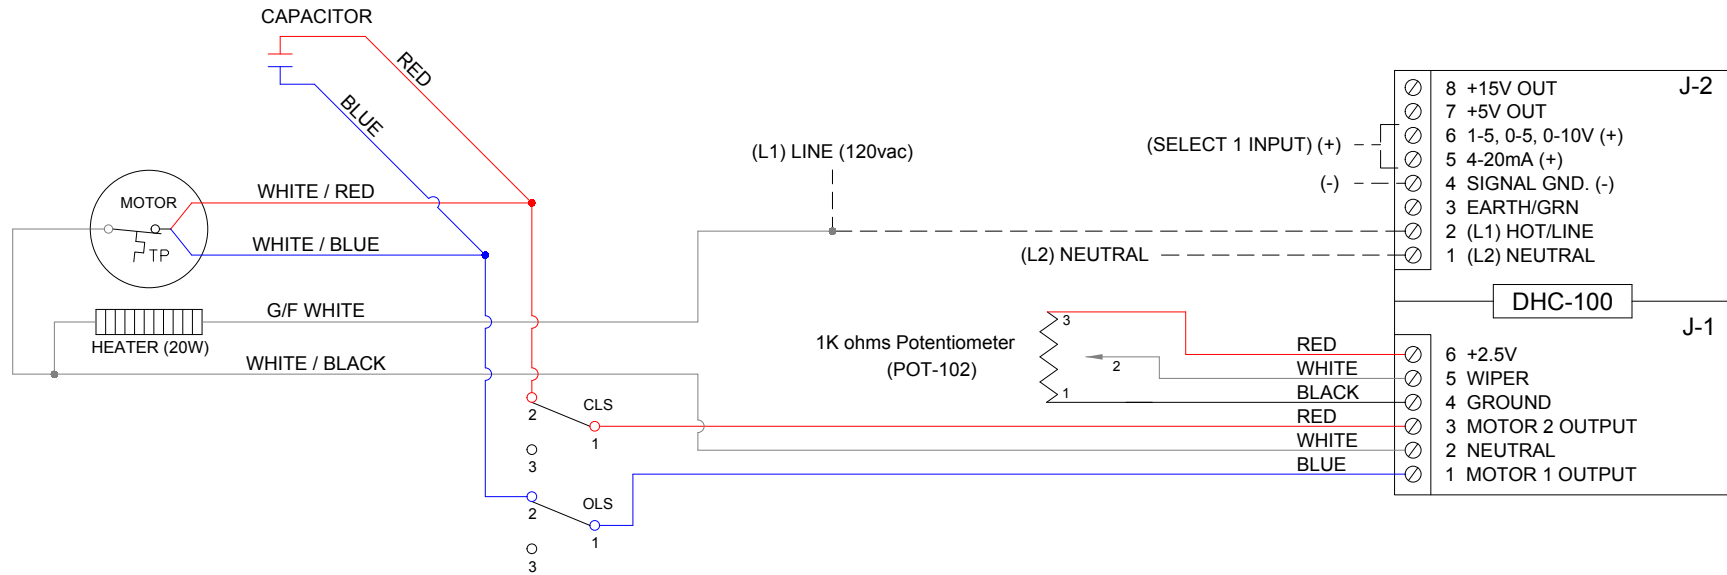 CAPACITOR
RED
BLUE
MOTOR
TP
WHITE / RED
WHITE / BLUE
G/F WHITE
HEATER (20W)
WHITE / BLACK
2
CLS
1
3
2
OLS
1
3
(L1) LINE (120vac)
(SELECT 1 INPUT) (+)
(-)
(L2) NEUTRAL
1K ohms Potentiometer
(POT-102)
3
2
1
RED
WHITE
BLACK
RED
WHITE
BLUE
J-2
8 +15V OUT
7 +5V OUT
6 1-5, 0-5, 0-10V (+)
5 4-20mA (+)
4 SIGNAL GND. (-)
3 EARTH/GRN
2 (L1) HOT/LINE
1 (L2) NEUTRAL
DHC-100
J-1
6 +2.5V
5 WIPER
4 GROUND
3 MOTOR 2 OUTPUT
2 NEUTRAL
1 MOTOR 1 OUTPUT